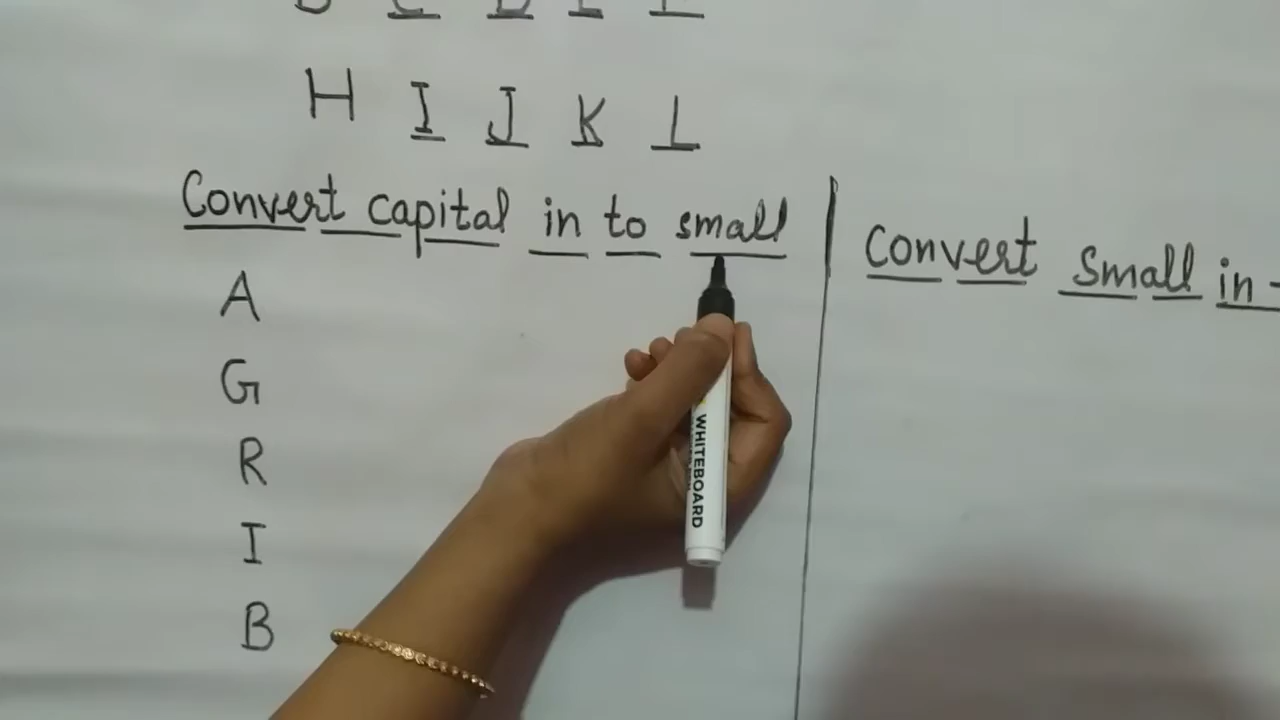 H I J K L
Convert capital in to small
A
G
R
I
B
Convert Small in
WHITEBOARD